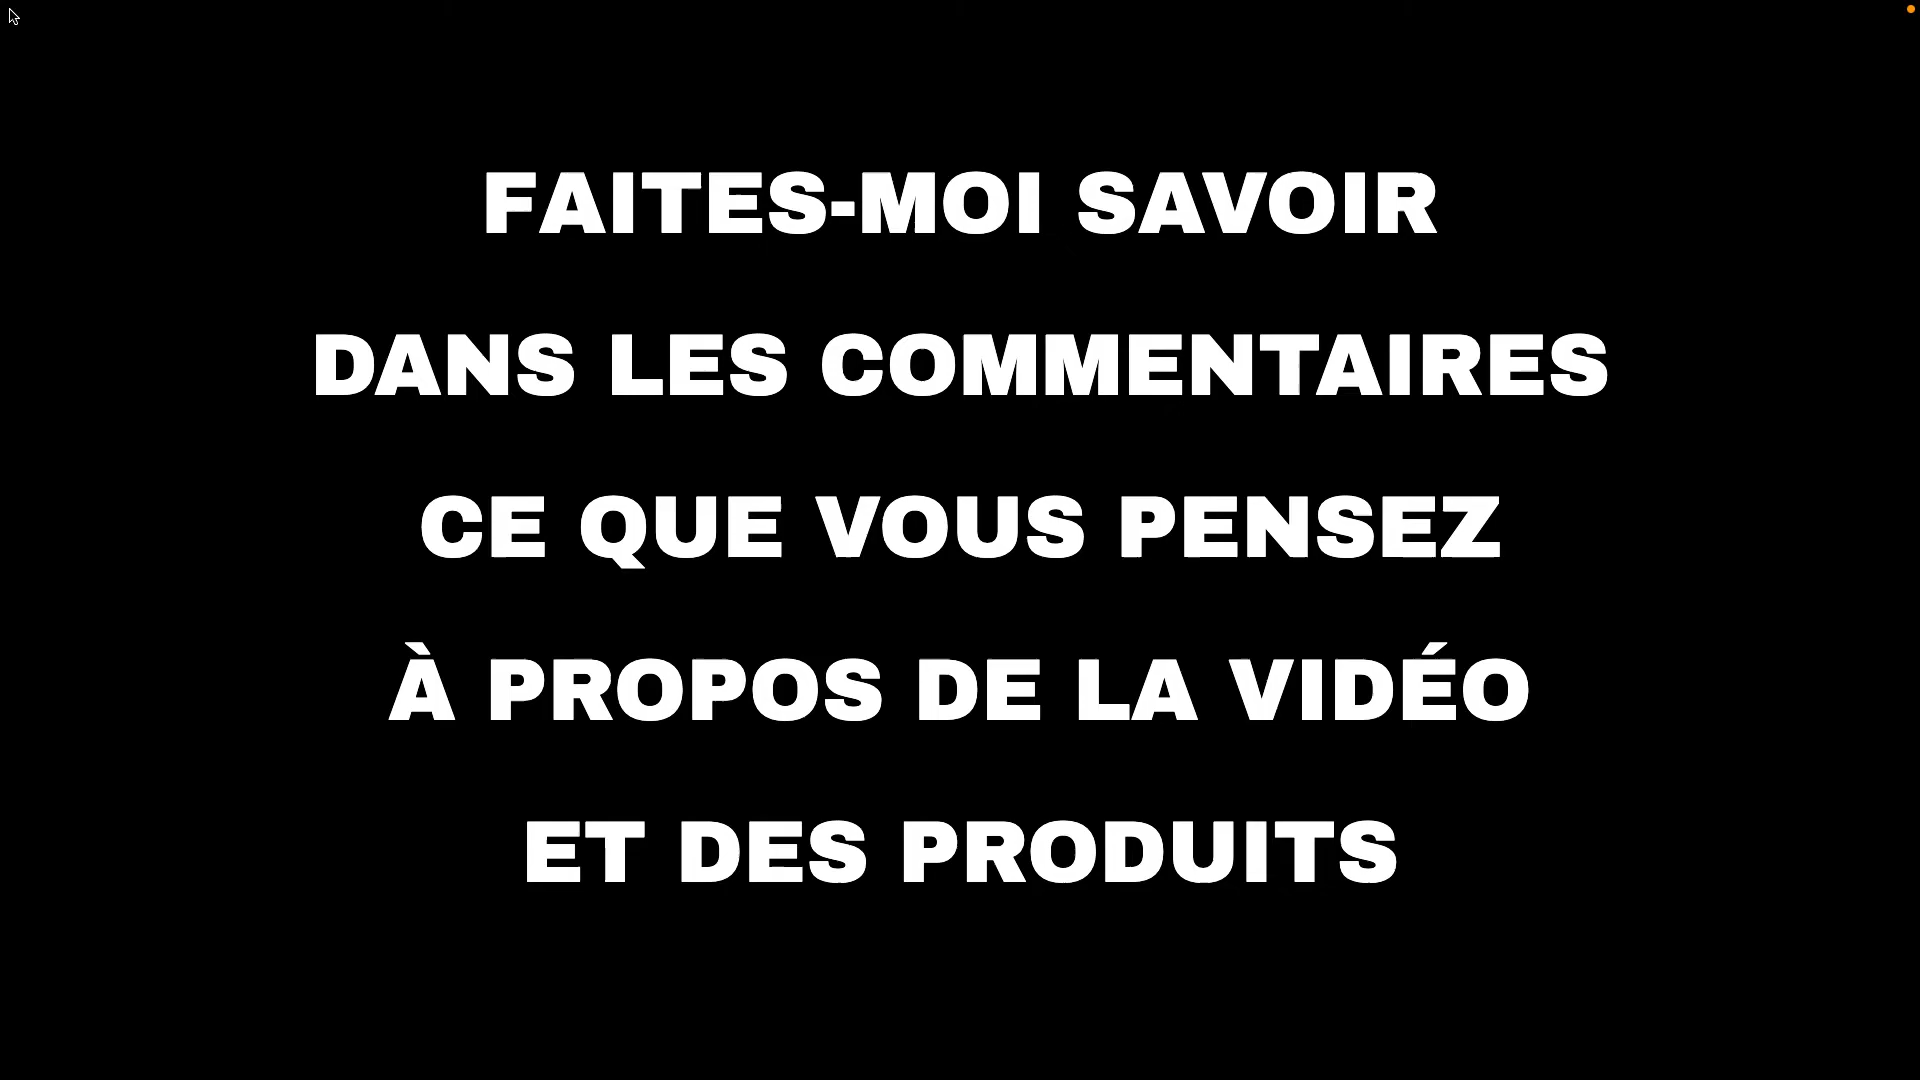 FAITES-MOI SAVOIR
DANS LES COMMENTAIRES
CE QUE VOUS PENSEZ
À PROPOS DE LA VIDÉO
ET DES PRODUITS